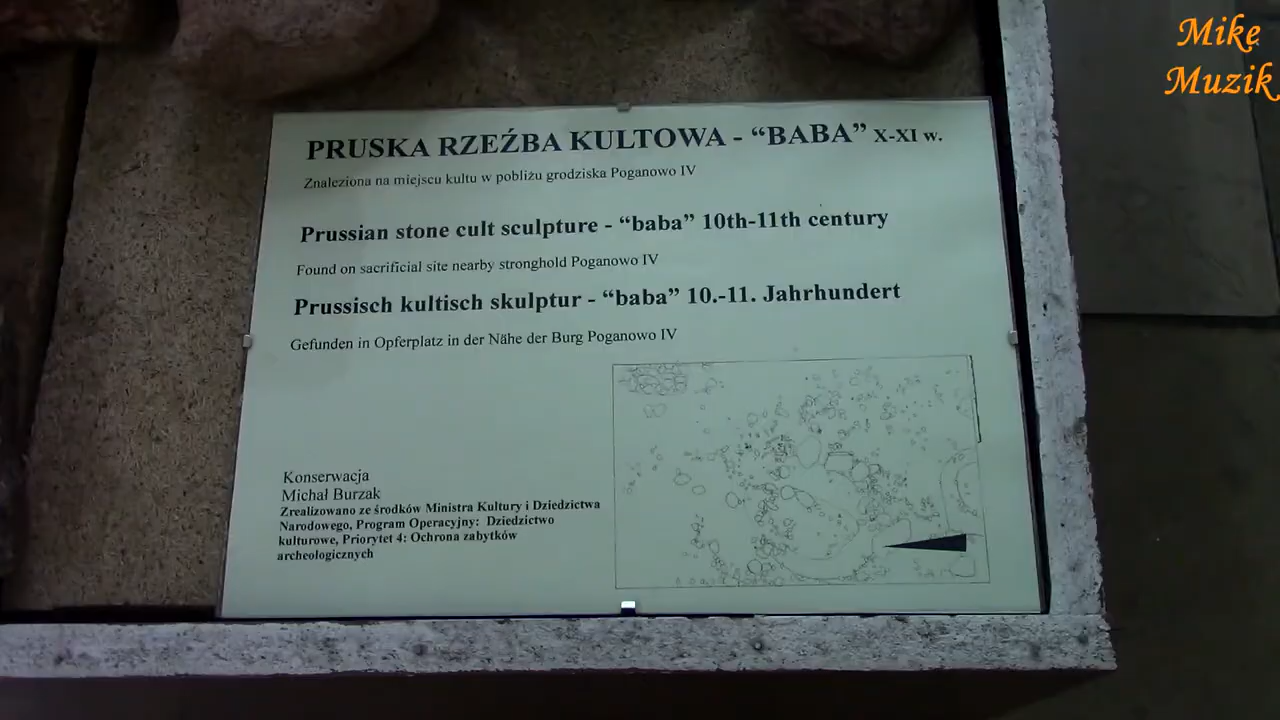 Mike
Muzik
PRUSKA RZEŹBA KULTOWA - “BABA” X-XI w.
Znaleziona na miejscu kultu w pobliżu grodziska Poganowo IV
Prussian stone cult sculpture - “baba” 10th-11th century
Found on sacrificial site nearby stronghold Poganowo IV
Prussisch kultisch skulptur - “baba” 10.-11. Jahrhundert
Gefunden in Opferplatz in der Nähe der Burg Poganowo IV
Konserwacja
Michał Burzak
Zrealizowano ze środków Ministra Kultury i Dziedzictwa
Narodowego, Program Operacyjny: Dziedzictwo
kulturowe, Priorytet 4: Ochrona zabytków
archeologicznych